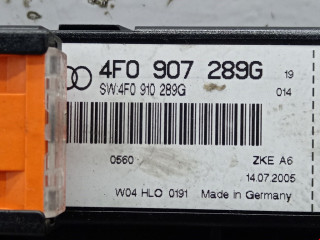 4F0 907 289G 19
SW:4F0 910 289G 014
0560 ZKE A6
14.07.2005
W04 HLO 0191 Made in Germany